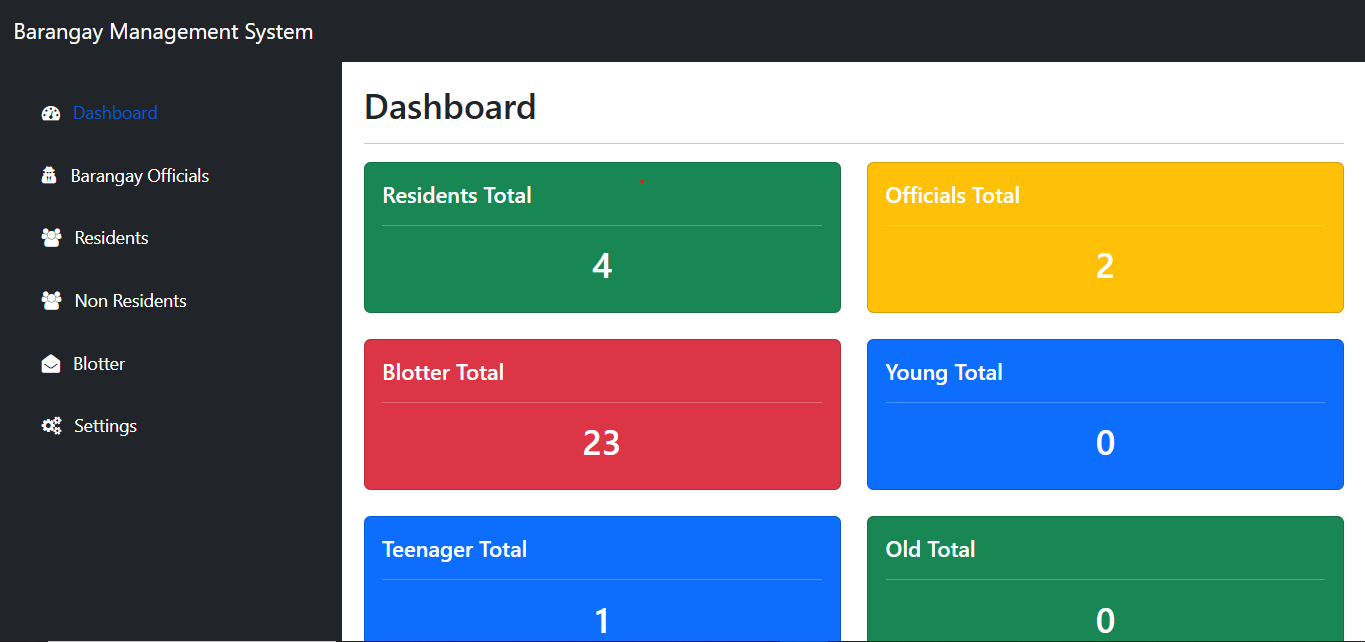 Barangay Management System
Dashboard
Barangay Officials
Residents
Non Residents
Blotter
Settings
Dashboard
Residents Total
4
Officials Total
2
Blotter Total
23
Young Total
0
Teenager Total
1
Old Total
0